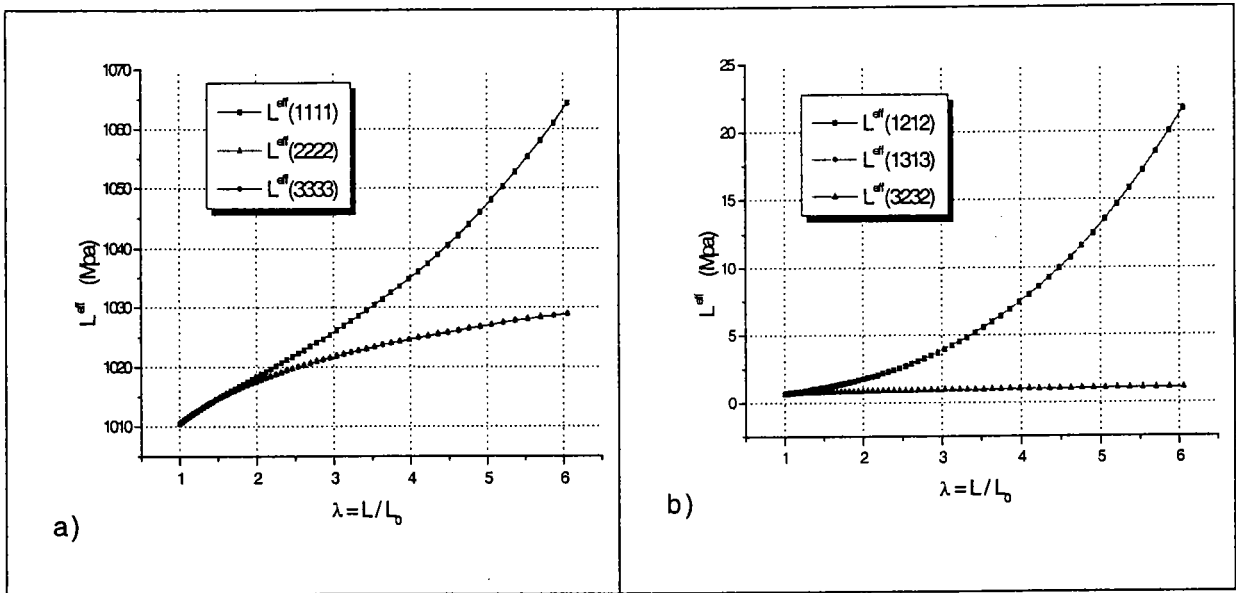 1070
1060
1050
1040
1030
1020
1010
L^eff (Mpa)
L^eff(1111)
L^eff(2222)
L^eff(3333)
1 2 3 4 5 6
λ=L/L₀
a)
25
20
15
10
5
0
L^eff (Mpa)
L^eff(1212)
L^eff(1313)
L^eff(3232)
1 2 3 4 5 6
λ=L/L₀
b)